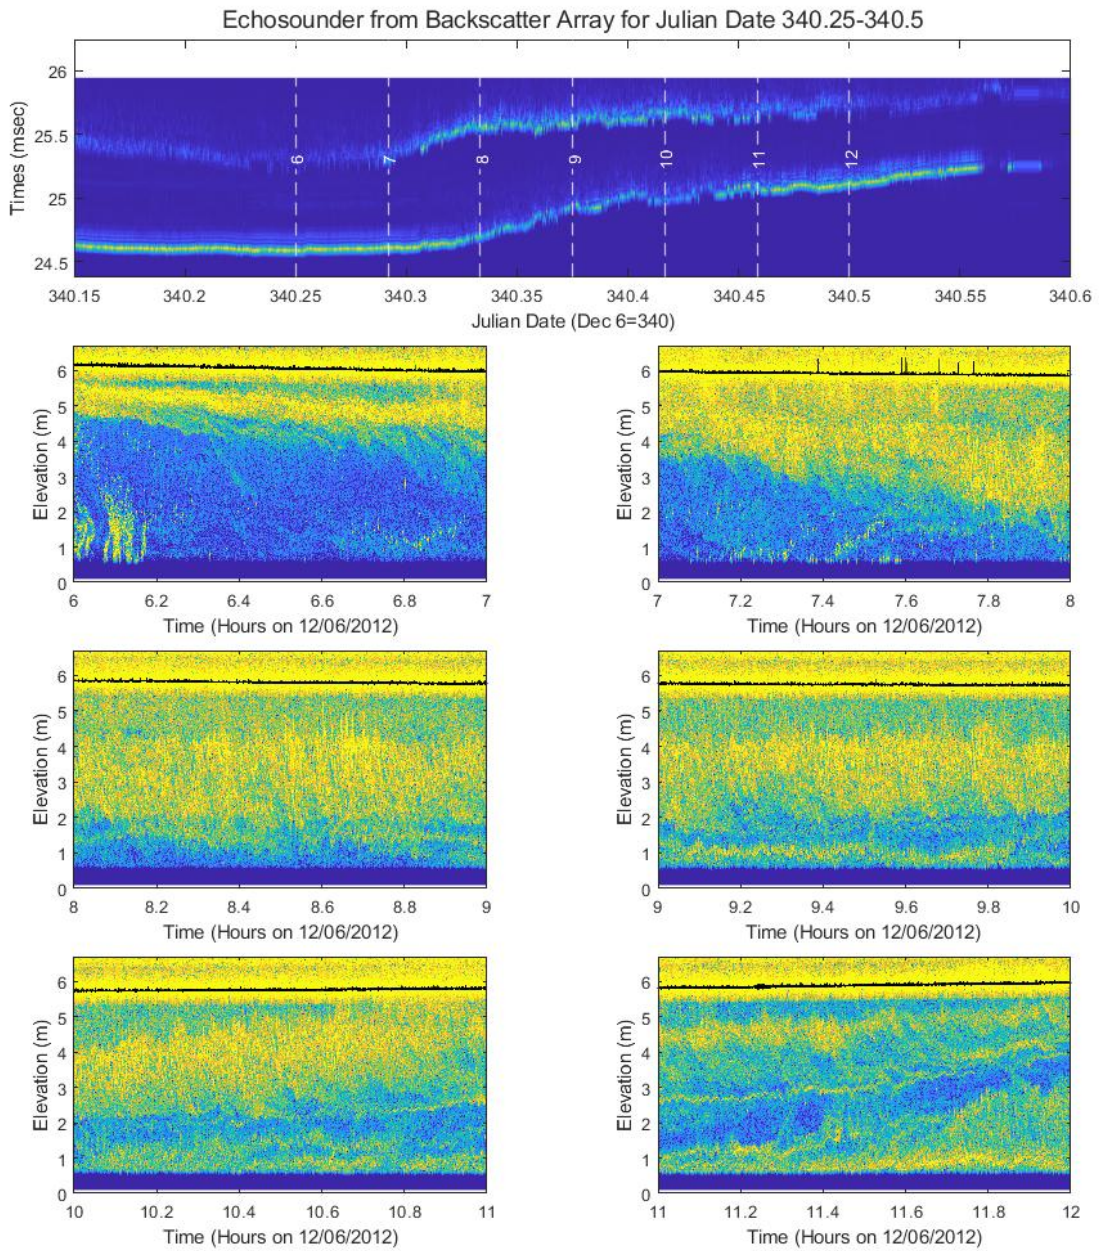 Echosounder from Backscatter Array for Julian Date 340.25-340.5
26
25.5
25
24.5
Times (msec)
6 7 8 9 10 11 12
340.15 340.2 340.25 340.3 340.35 340.4 340.45 340.5 340.55 340.6
Julian Date (Dec 6=340)
6
5
4
3
2
1
0
Elevation (m)
6 6.2 6.4 6.6 6.8 7
Time (Hours on 12/06/2012)
6
5
4
3
2
1
0
Elevation (m)
7 7.2 7.4 7.6 7.8 8
Time (Hours on 12/06/2012)
6
5
4
3
2
1
0
Elevation (m)
8 8.2 8.4 8.6 8.8 9
Time (Hours on 12/06/2012)
6
5
4
3
2
1
0
Elevation (m)
9 9.2 9.4 9.6 9.8 10
Time (Hours on 12/06/2012)
6
5
4
3
2
1
0
Elevation (m)
10 10.2 10.4 10.6 10.8 11
Time (Hours on 12/06/2012)
6
5
4
3
2
1
0
Elevation (m)
11 11.2 11.4 11.6 11.8 12
Time (Hours on 12/06/2012)